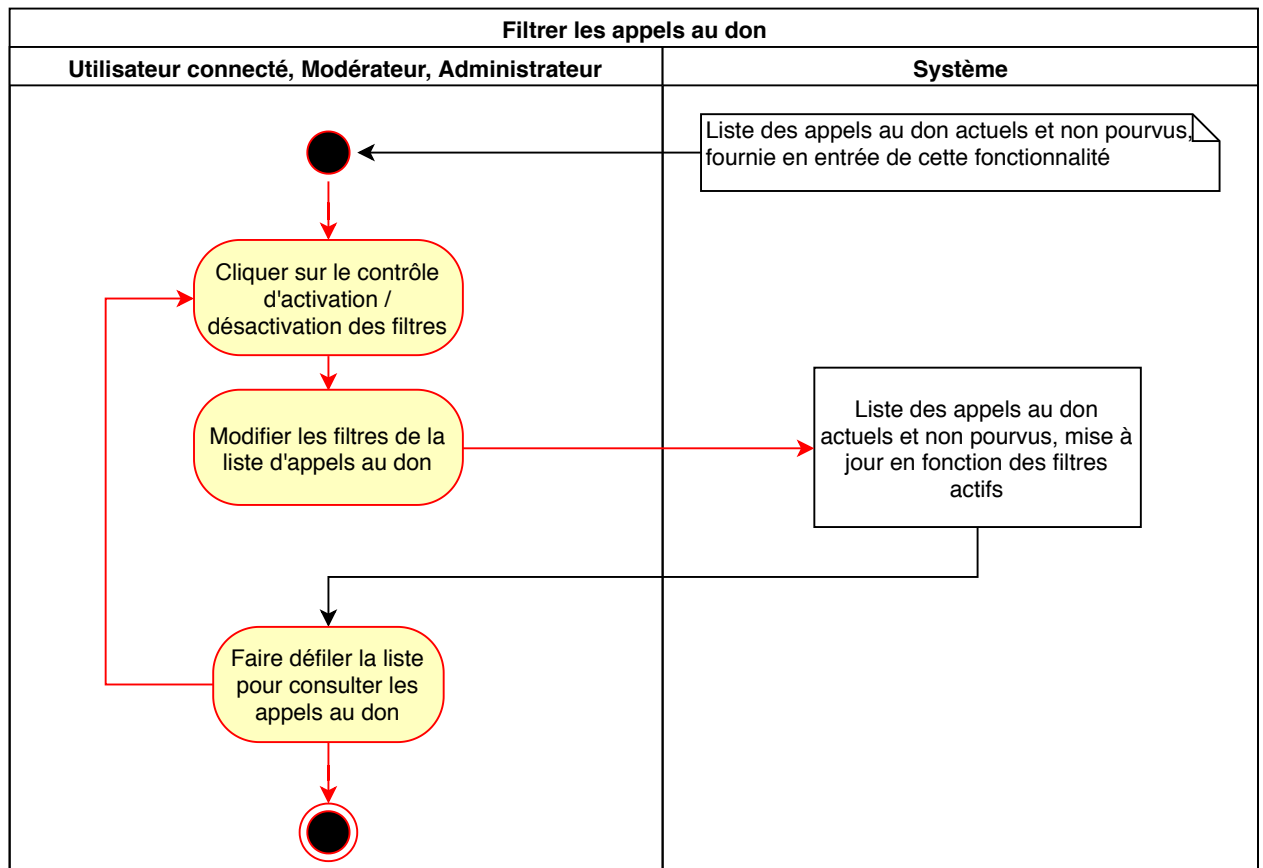 Filtrer les appels au don
Utilisateur connecté, Modérateur, Administrateur
Système
Liste des appels au don actuels et non pourvus,
fournie en entrée de cette fonctionnalité
Cliquer sur le contrôle
d'activation /
désactivation des filtres
Modifier les filtres de la
liste d'appels au don
Liste des appels au don
actuels et non pourvus, mise à
jour en fonction des filtres
actifs
Faire défiler la liste
pour consulter les
appels au don